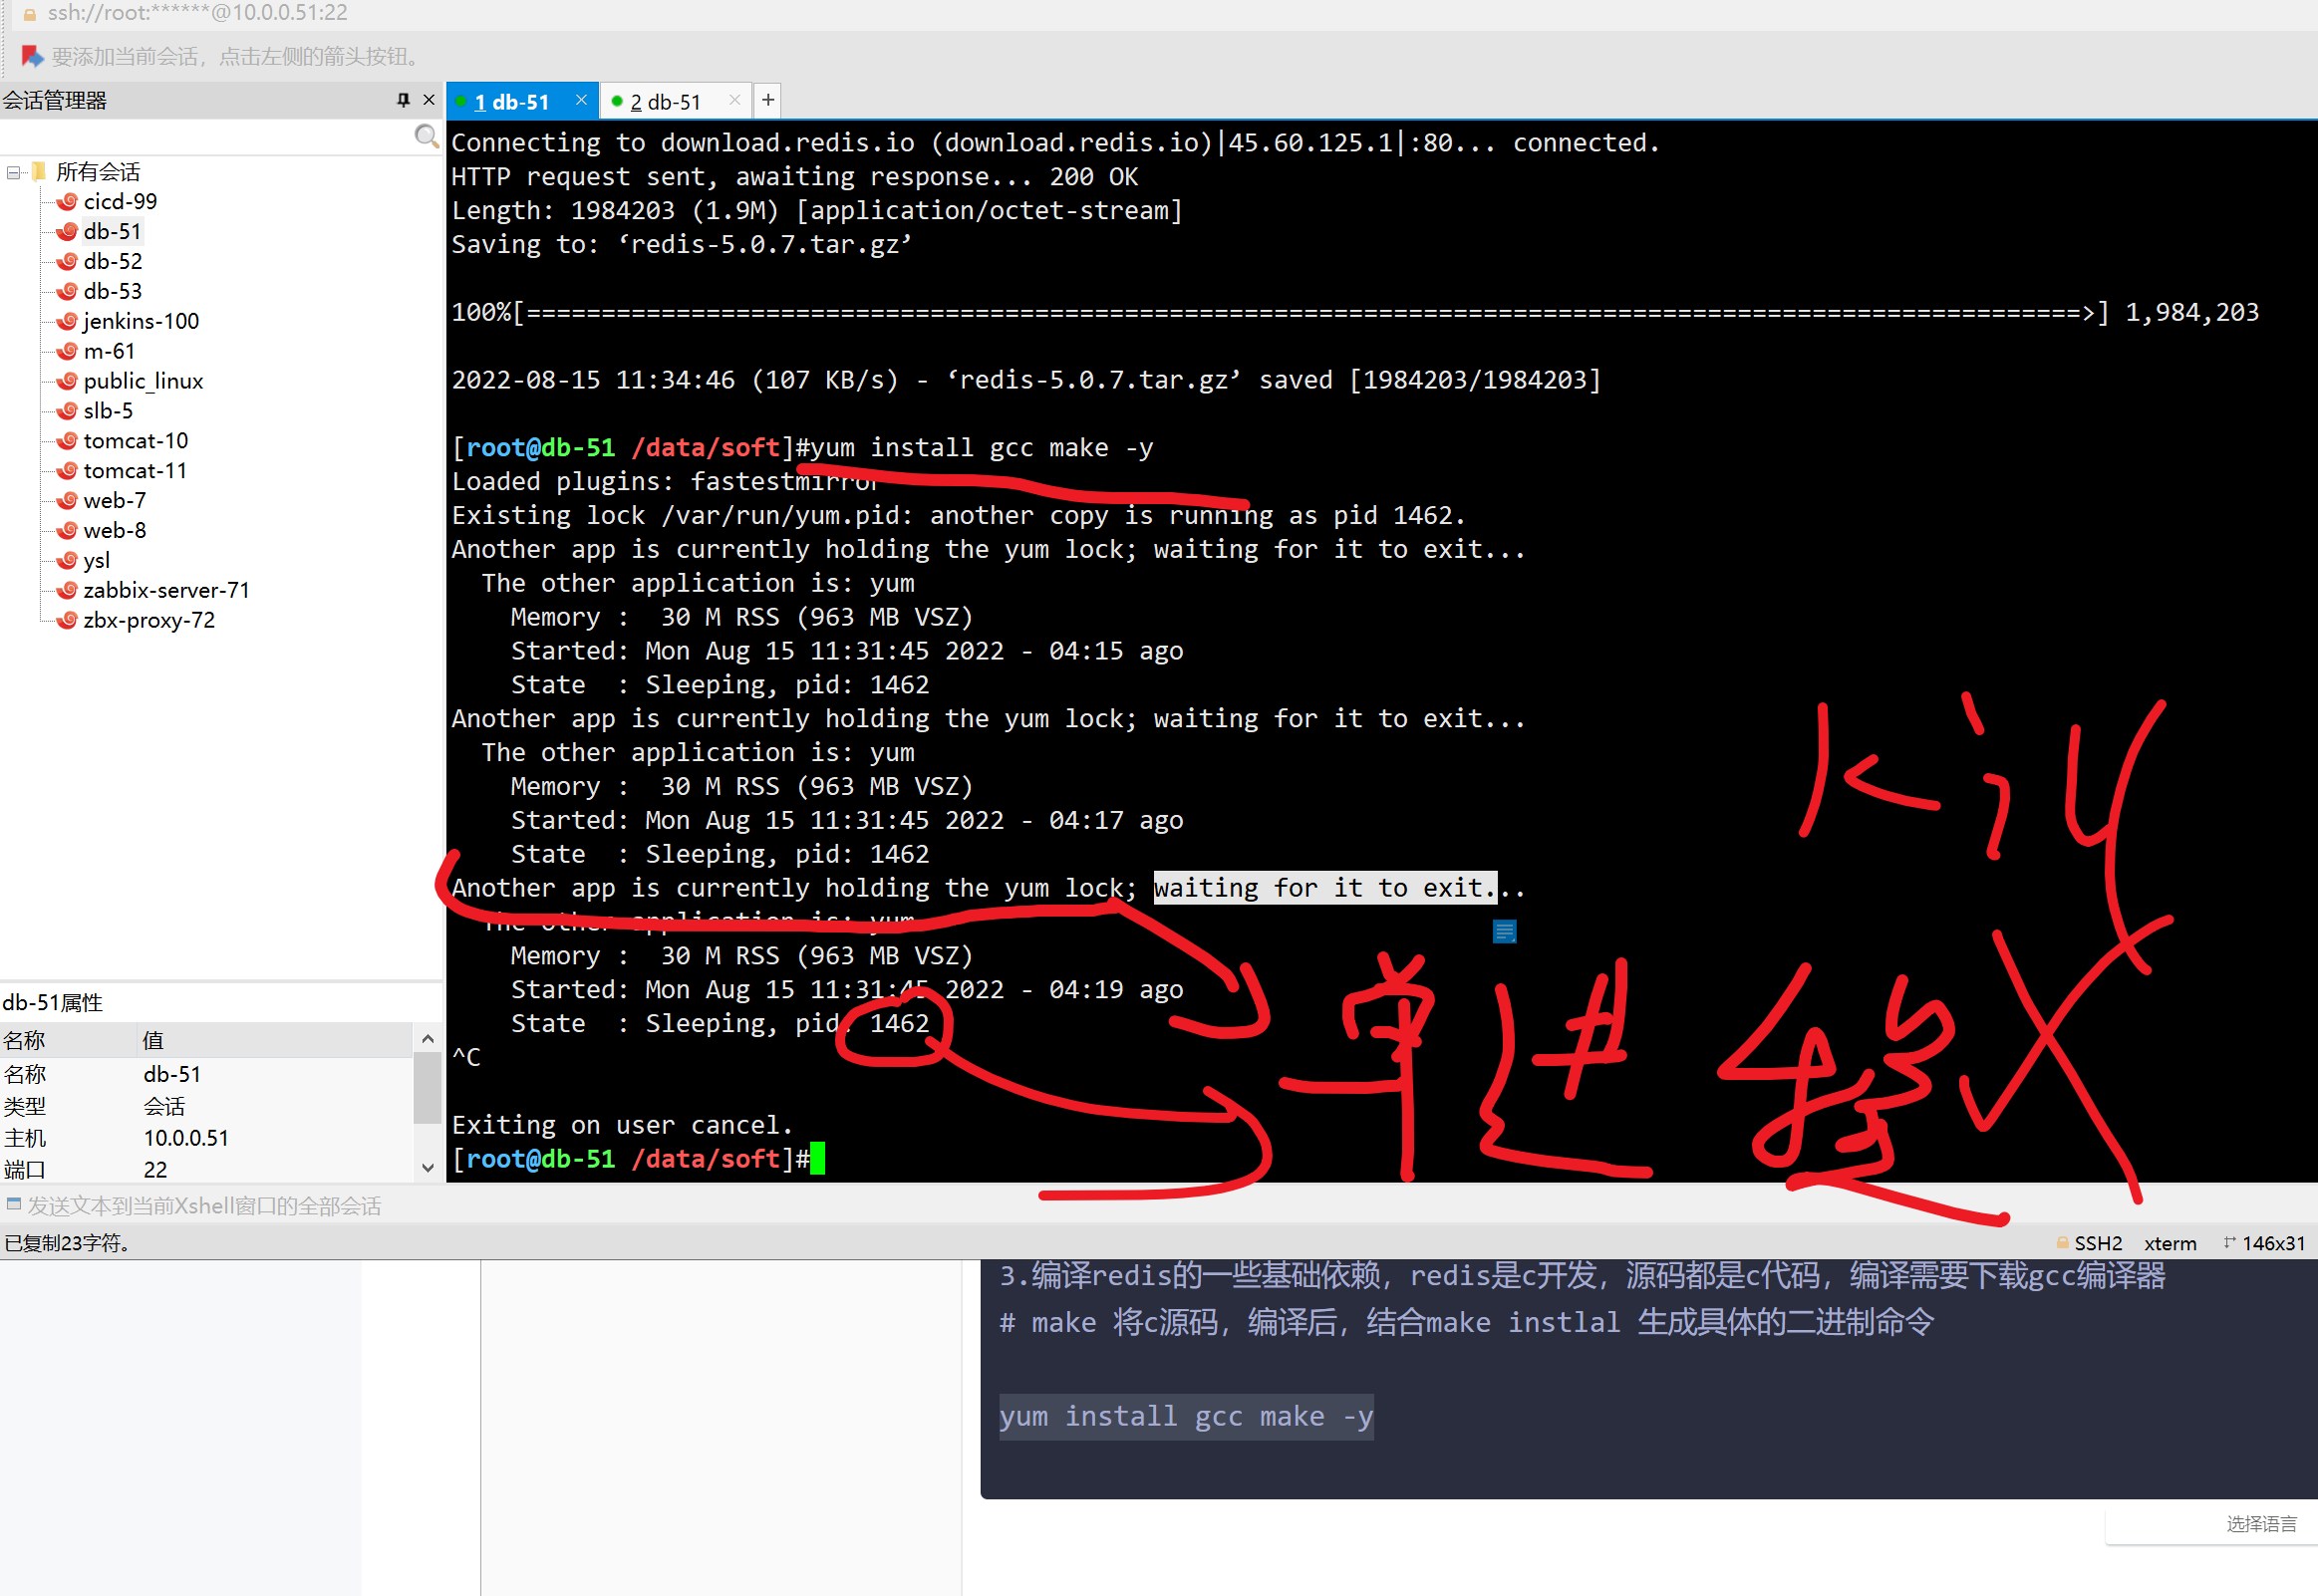 ssh://root:******@10.0.0.51:22
要添加当前会话，点击左侧的箭头按钮。
会话管理器
1 db-51
2 db-51
所有会话
cicd-99
db-51
db-52
db-53
jenkins-100
m-61
public_linux
slb-5
tomcat-10
tomcat-11
web-7
web-8
ysl
zabbix-server-71
zbx-proxy-72
db-51属性
名称 值
名称 db-51
类型 会话
主机 10.0.0.51
端口 22
Connecting to download.redis.io (download.redis.io)|45.60.125.1|:80... connected.
HTTP request sent, awaiting response... 200 OK
Length: 1984203 (1.9M) [application/octet-stream]
Saving to: ‘redis-5.0.7.tar.gz’
100%[========================================================================================================>] 1,984,203
2022-08-15 11:34:46 (107 KB/s) - ‘redis-5.0.7.tar.gz’ saved [1984203/1984203]
[root@db-51 /data/soft]#yum install gcc make -y
Loaded plugins: fastestmirror
Existing lock /var/run/yum.pid: another copy is running as pid 1462.
Another app is currently holding the yum lock; waiting for it to exit...
The other application is: yum
Memory :  30 M RSS (963 MB VSZ)
Started: Mon Aug 15 11:31:45 2022 - 04:15 ago
State  : Sleeping, pid: 1462
Another app is currently holding the yum lock; waiting for it to exit...
The other application is: yum
Memory :  30 M RSS (963 MB VSZ)
Started: Mon Aug 15 11:31:45 2022 - 04:17 ago
State  : Sleeping, pid: 1462
Another app is currently holding the yum lock; waiting for it to exit...
The other application is: yum
Memory :  30 M RSS (963 MB VSZ)
Started: Mon Aug 15 11:31:45 2022 - 04:19 ago
State  : Sleeping, pid: 1462
^C
Exiting on user cancel.
[root@db-51 /data/soft]#
kill
单进程
发送文本到当前Xshell窗口的全部会话
已复制23字符。
SSH2 xterm 146x31
3.编译redis的一些基础依赖，redis是c开发，源码都是c代码，编译需要下载gcc编译器
# make 将c源码，编译后，结合make instlal 生成具体的二进制命令
yum install gcc make -y
选择语言